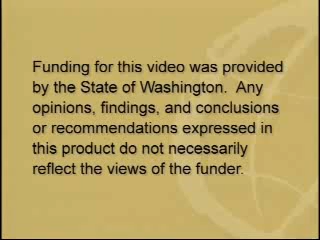 Funding for this video was provided
by the State of Washington.  Any
opinions, findings, and conclusions
or recommendations expressed in
this product do not necessarily
reflect the views of the funder.